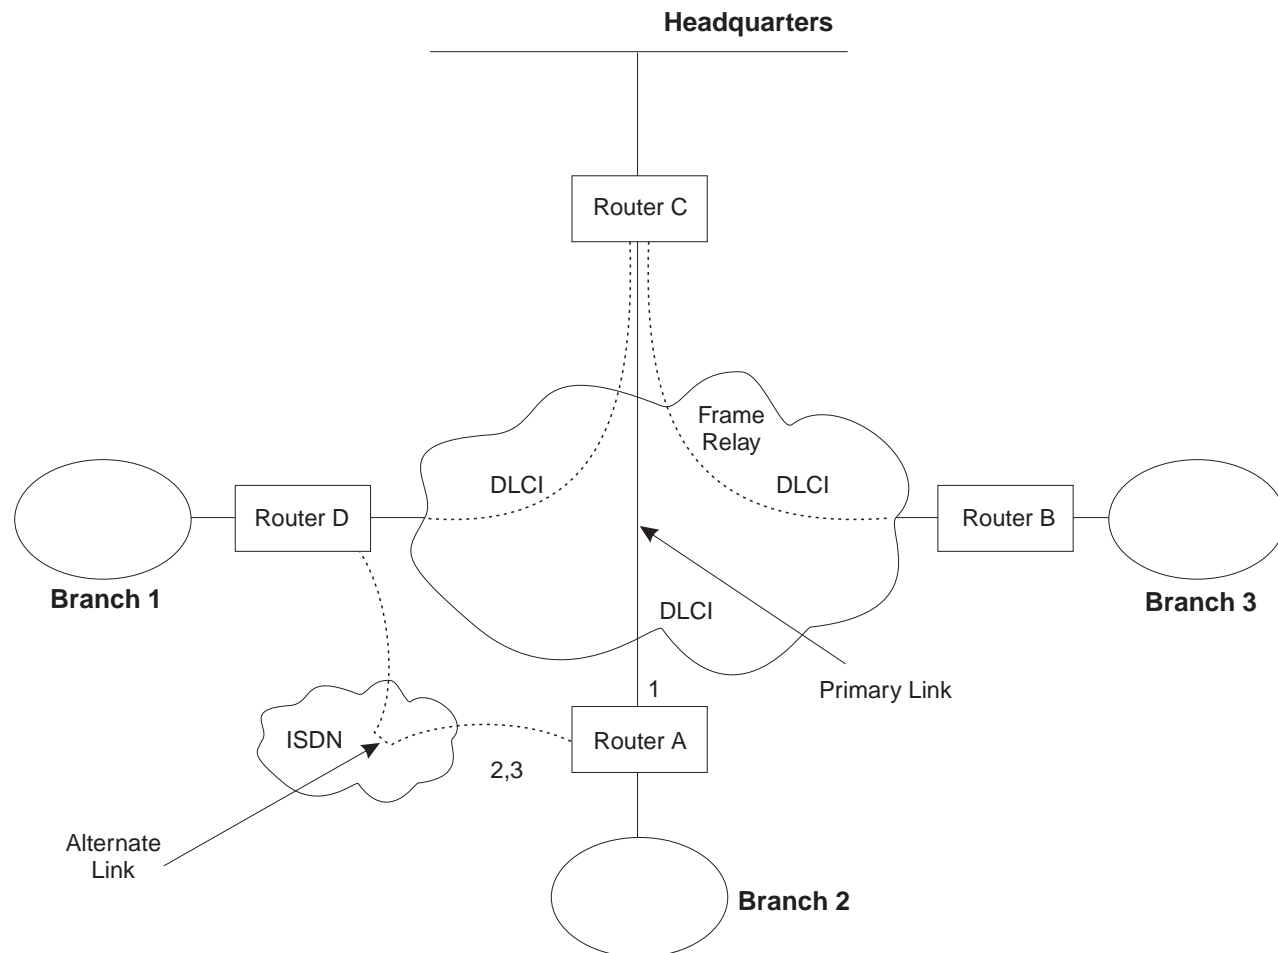 Headquarters
Router C
Frame
Relay
DLCI
DLCI
Router D
Router B
Branch 1
Branch 3
DLCI
Primary Link
1
ISDN
Router A
2,3
Alternate
Link
Branch 2